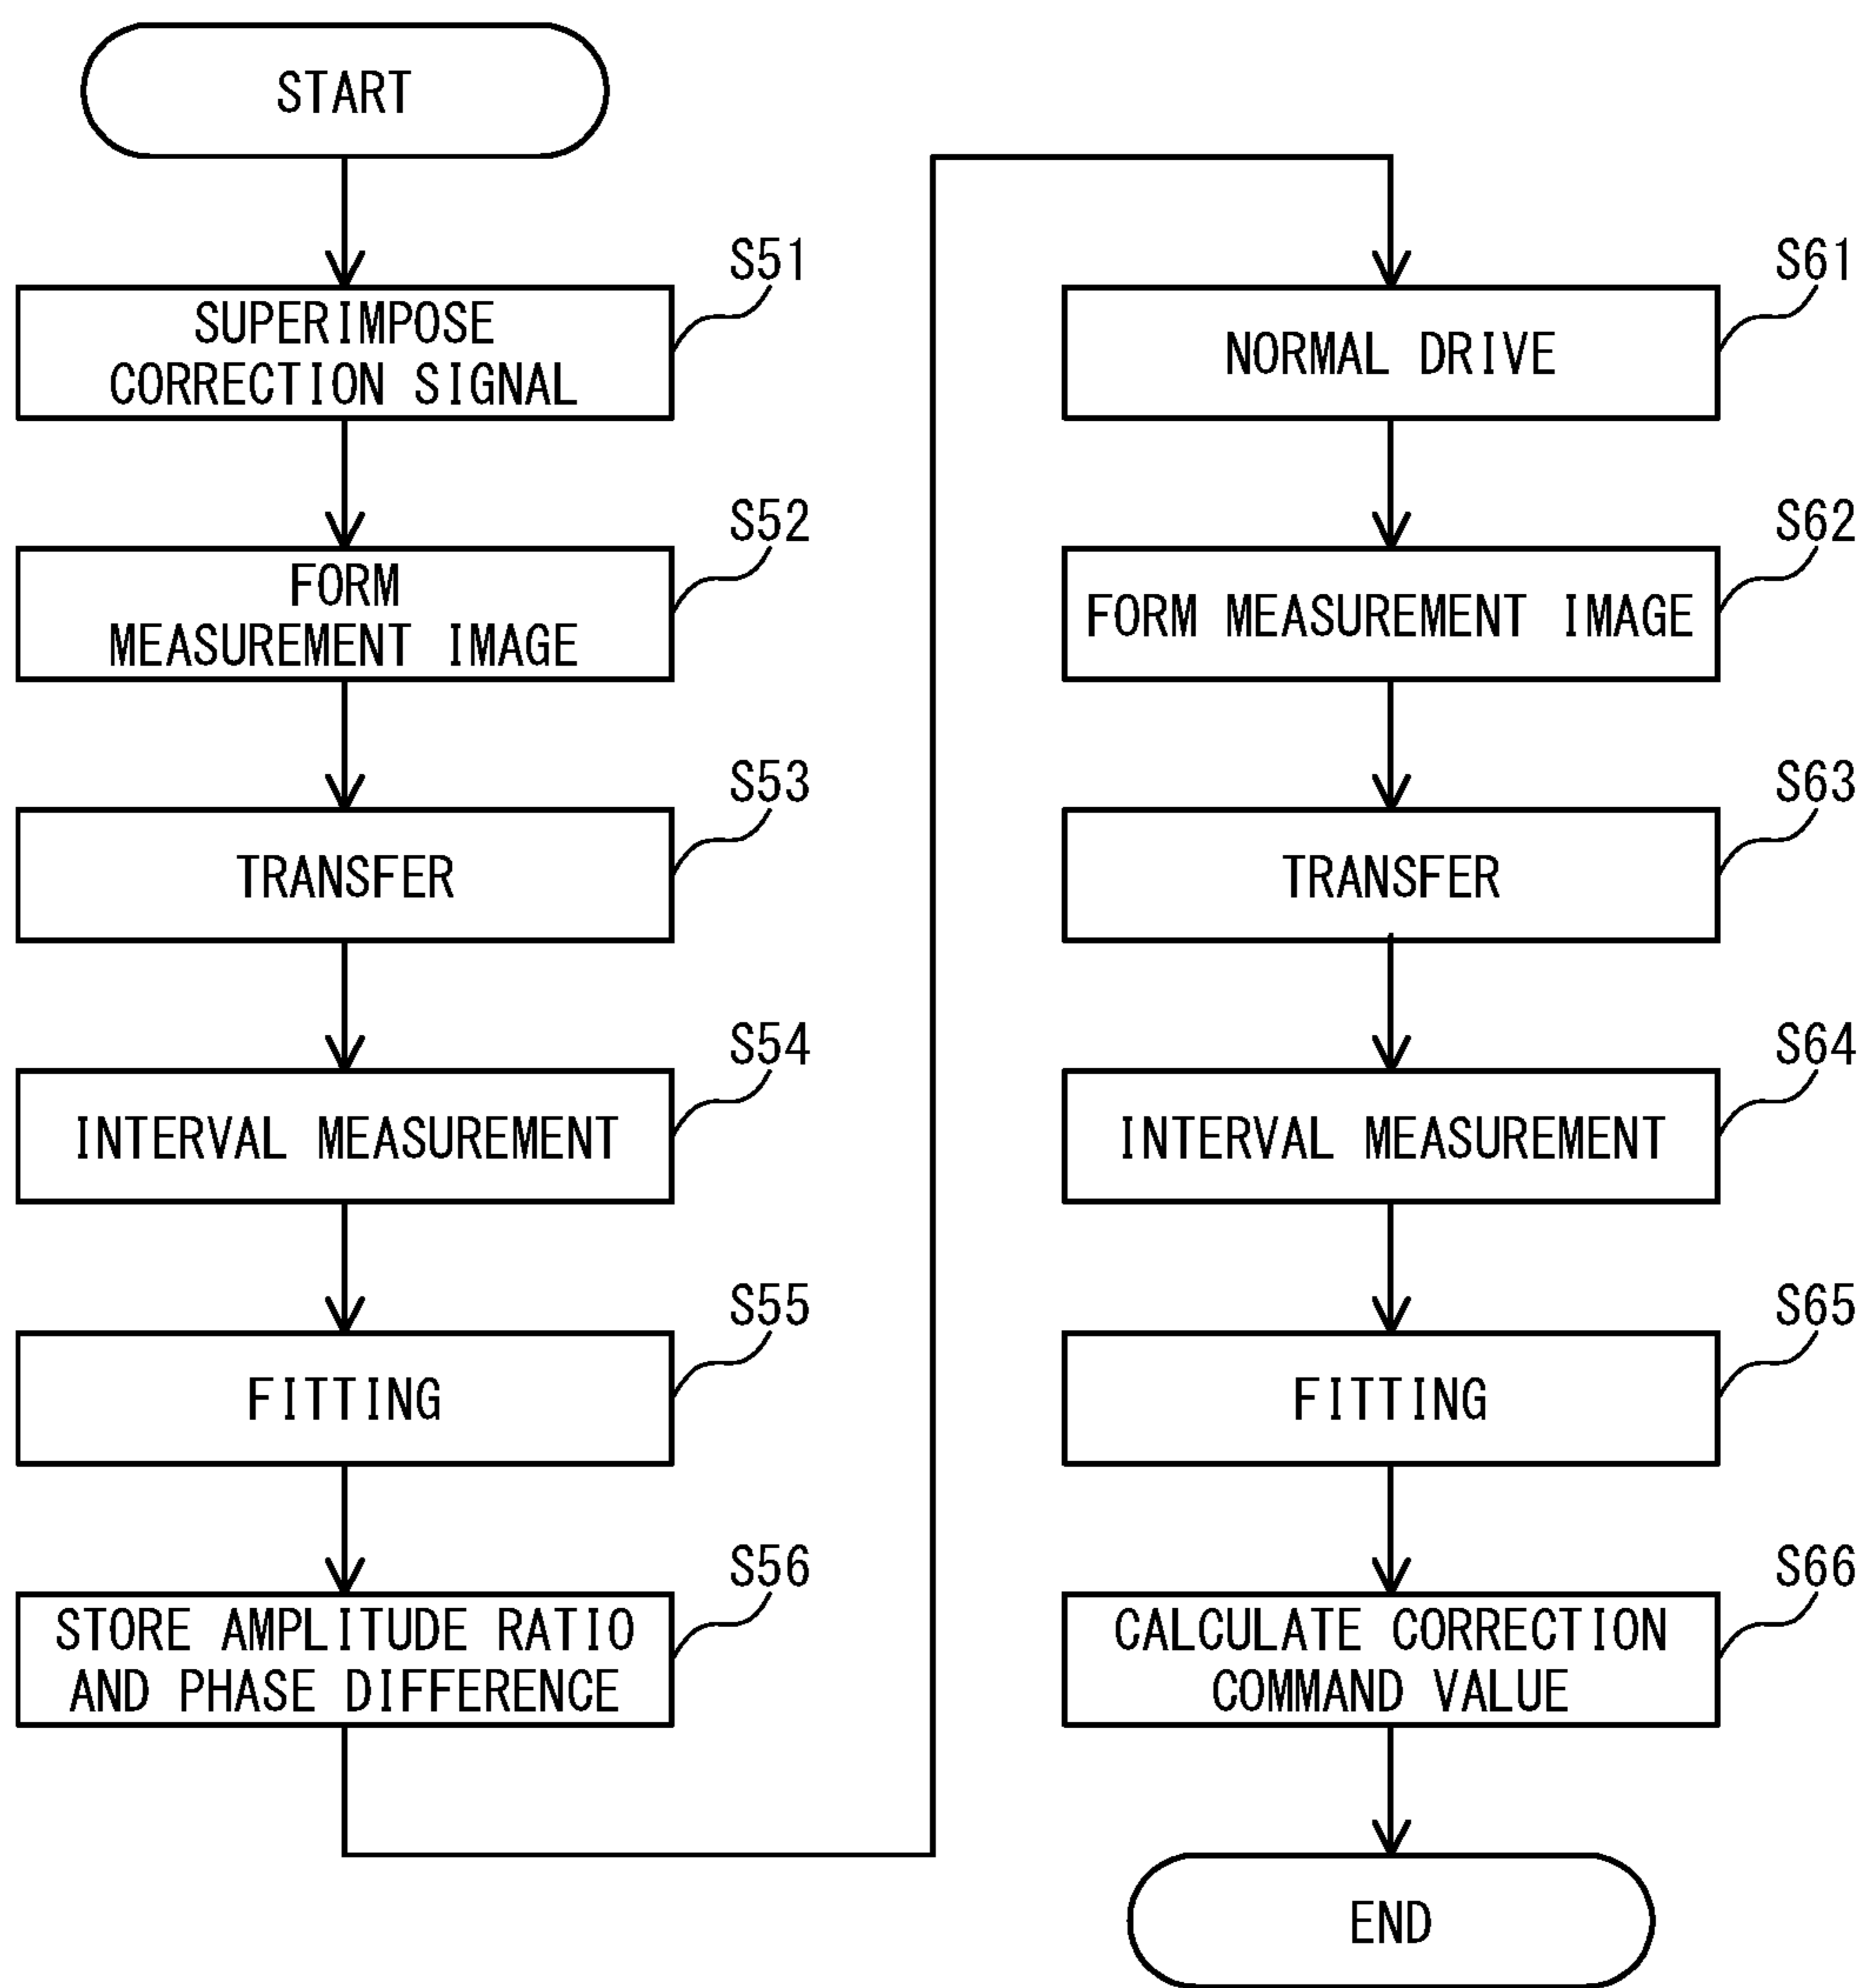 START
S51
SUPERIMPOSE
CORRECTION SIGNAL
S52
FORM
MEASUREMENT IMAGE
S53
TRANSFER
S54
INTERVAL MEASUREMENT
S55
FITTING
S56
STORE AMPLITUDE RATIO
AND PHASE DIFFERENCE
S61
NORMAL DRIVE
S62
FORM MEASUREMENT IMAGE
S63
TRANSFER
S64
INTERVAL MEASUREMENT
S65
FITTING
S66
CALCULATE CORRECTION
COMMAND VALUE
END